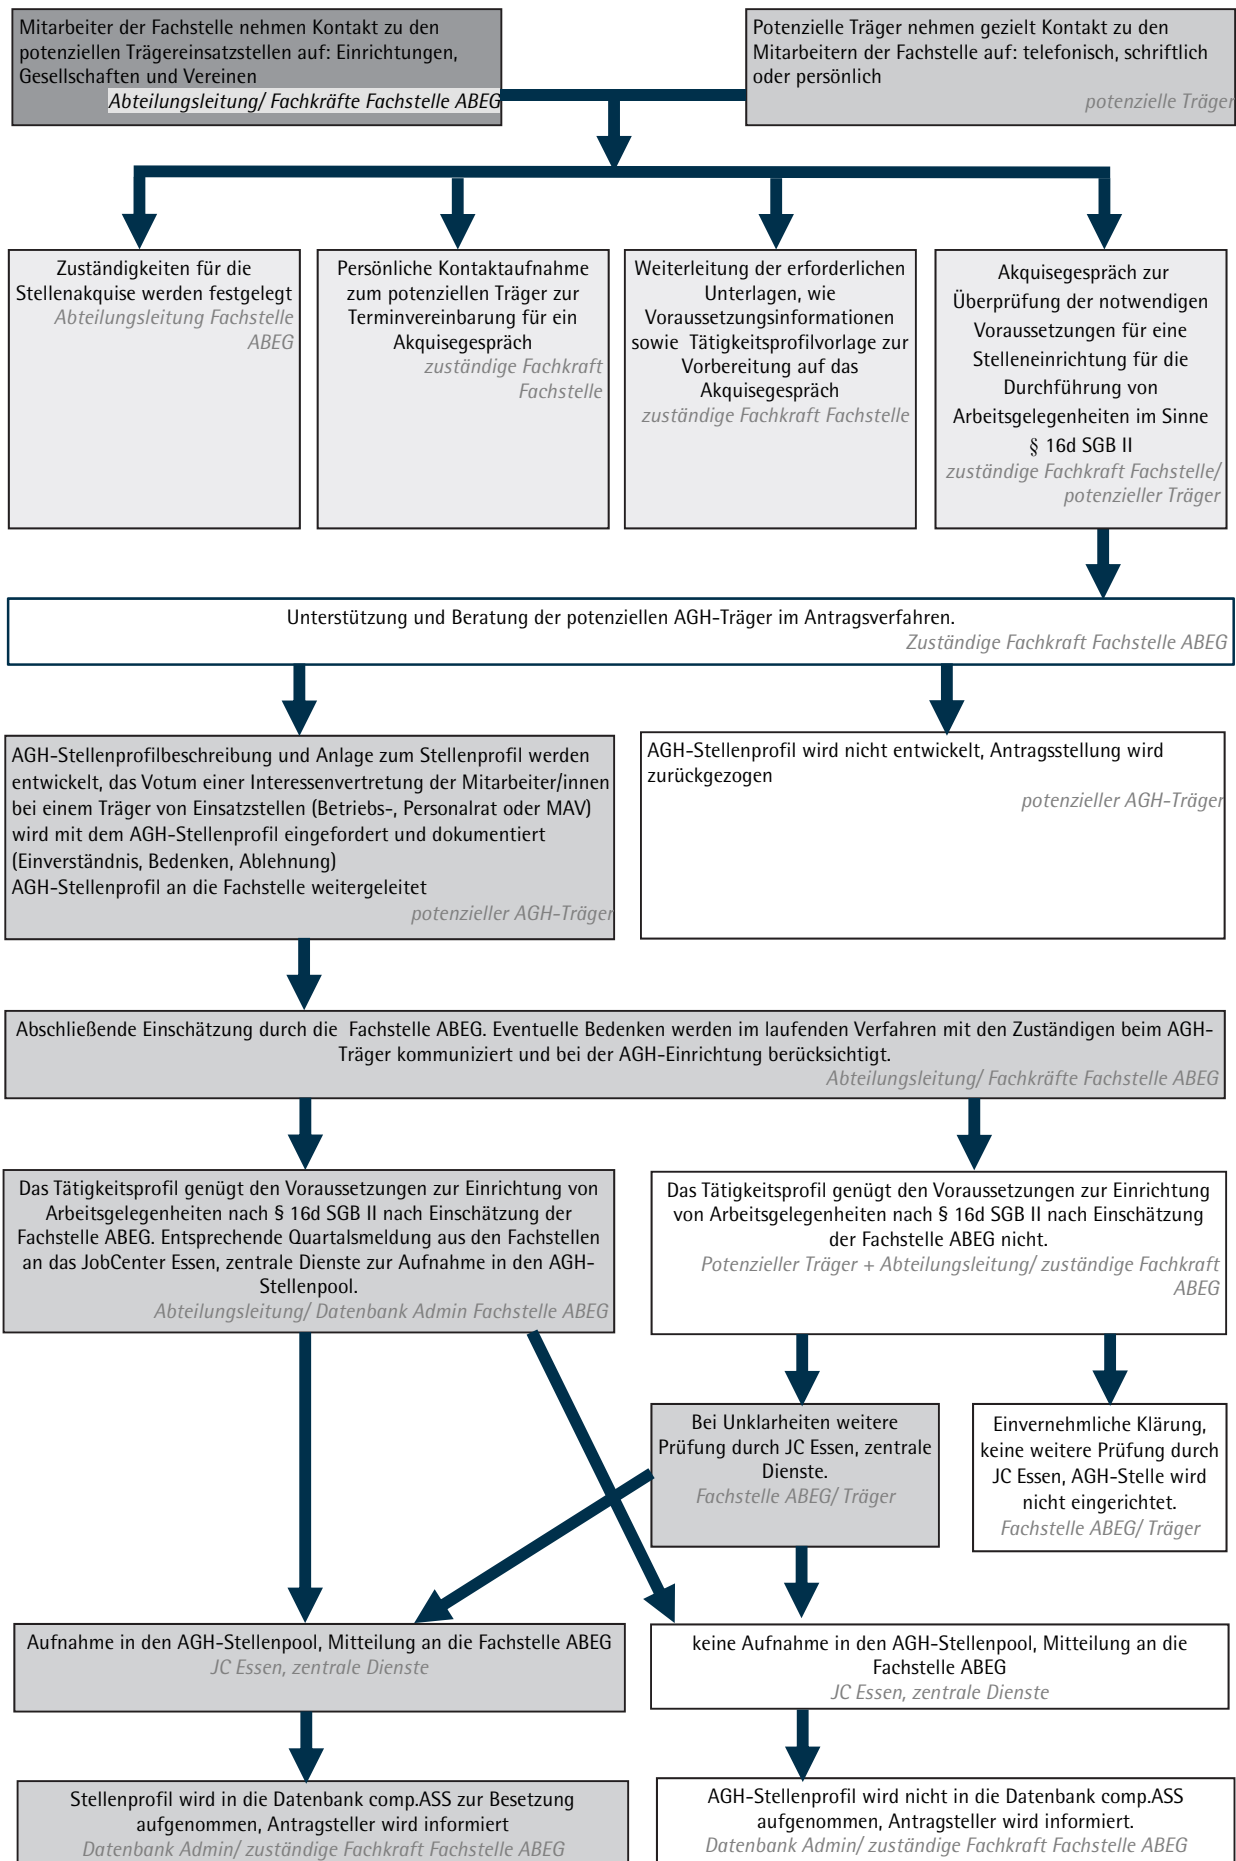 Mitarbeiter der Fachstelle nehmen Kontakt zu den
potenziellen Trägereinsatzstellen auf: Einrichtungen,
Gesellschaften und Vereinen
Abteilungsleitung/ Fachkräfte Fachstelle ABEG
Potenzielle Träger nehmen gezielt Kontakt zu den
Mitarbeitern der Fachstelle auf: telefonisch, schriftlich
oder persönlich
potenzielle Träger
Zuständigkeiten für die
Stellenakquise werden festgelegt
Abteilungsleitung Fachstelle
ABEG
Persönliche Kontaktaufnahme
zum potenziellen Träger zur
Terminvereinbarung für ein
Akquisegespräch
zuständige Fachkraft
Fachstelle
Weiterleitung der erforderlichen
Unterlagen, wie
Voraussetzungsinformationen
sowie Tätigkeitsprofilvorlage zur
Vorbereitung auf das
Akquisegespräch
zuständige Fachkraft Fachstelle
Akquisegespräch zur
Überprüfung der notwendigen
Voraussetzungen für eine
Stelleneinrichtung für die
Durchführung von
Arbeitsgelegenheiten im Sinne
§ 16d SGB II
zuständige Fachkraft Fachstelle/
potenzieller Träger
Unterstützung und Beratung der potenziellen AGH-Träger im Antragsverfahren.
Zuständige Fachkraft Fachstelle ABEG
AGH-Stellenprofilbeschreibung und Anlage zum Stellenprofil werden
entwickelt, das Votum einer Interessenvertretung der Mitarbeiter/innen
bei einem Träger von Einsatzstellen (Betriebs-, Personalrat oder MAV)
wird mit dem AGH-Stellenprofil eingefordert und dokumentiert
(Einverständnis, Bedenken, Ablehnung)
AGH-Stellenprofil an die Fachstelle weitergeleitet
potenzieller AGH-Träger
AGH-Stellenprofil wird nicht entwickelt, Antragsstellung wird
zurückgezogen
potenzieller AGH-Träger
Abschließende Einschätzung durch die Fachstelle ABEG. Eventuelle Bedenken werden im laufenden Verfahren mit den Zuständigen beim AGH-
Träger kommuniziert und bei der AGH-Einrichtung berücksichtigt.
Abteilungsleitung/ Fachkräfte Fachstelle ABEG
Das Tätigkeitsprofil genügt den Voraussetzungen zur Einrichtung von
Arbeitsgelegenheiten nach § 16d SGB II nach Einschätzung der
Fachstelle ABEG. Entsprechende Quartalsmeldung aus den Fachstellen
an das JobCenter Essen, zentrale Dienste zur Aufnahme in den AGH-
Stellenpool.
Abteilungsleitung/ Datenbank Admin Fachstelle ABEG
Das Tätigkeitsprofil genügt den Voraussetzungen zur Einrichtung
von Arbeitsgelegenheiten nach § 16d SGB II nach Einschätzung
der Fachstelle ABEG nicht.
Potenzieller Träger + Abteilungsleitung/ zuständige Fachkraft
ABEG
Bei Unklarheiten weitere
Prüfung durch JC Essen, zentrale
Dienste.
Fachstelle ABEG/ Träger
Einvernehmliche Klärung,
keine weitere Prüfung durch
JC Essen, AGH-Stelle wird
nicht eingerichtet.
Fachstelle ABEG/ Träger
Aufnahme in den AGH-Stellenpool, Mitteilung an die Fachstelle ABEG
JC Essen, zentrale Dienste
keine Aufnahme in den AGH-Stellenpool, Mitteilung an die
Fachstelle ABEG
JC Essen, zentrale Dienste
Stellenprofil wird in die Datenbank comp.ASS zur Besetzung
aufgenommen, Antragsteller wird informiert
Datenbank Admin/ zuständige Fachkraft Fachstelle ABEG
AGH-Stellenprofil wird nicht in die Datenbank comp.ASS
aufgenommen, Antragsteller wird informiert.
Datenbank Admin/ zuständige Fachkraft Fachstelle ABEG